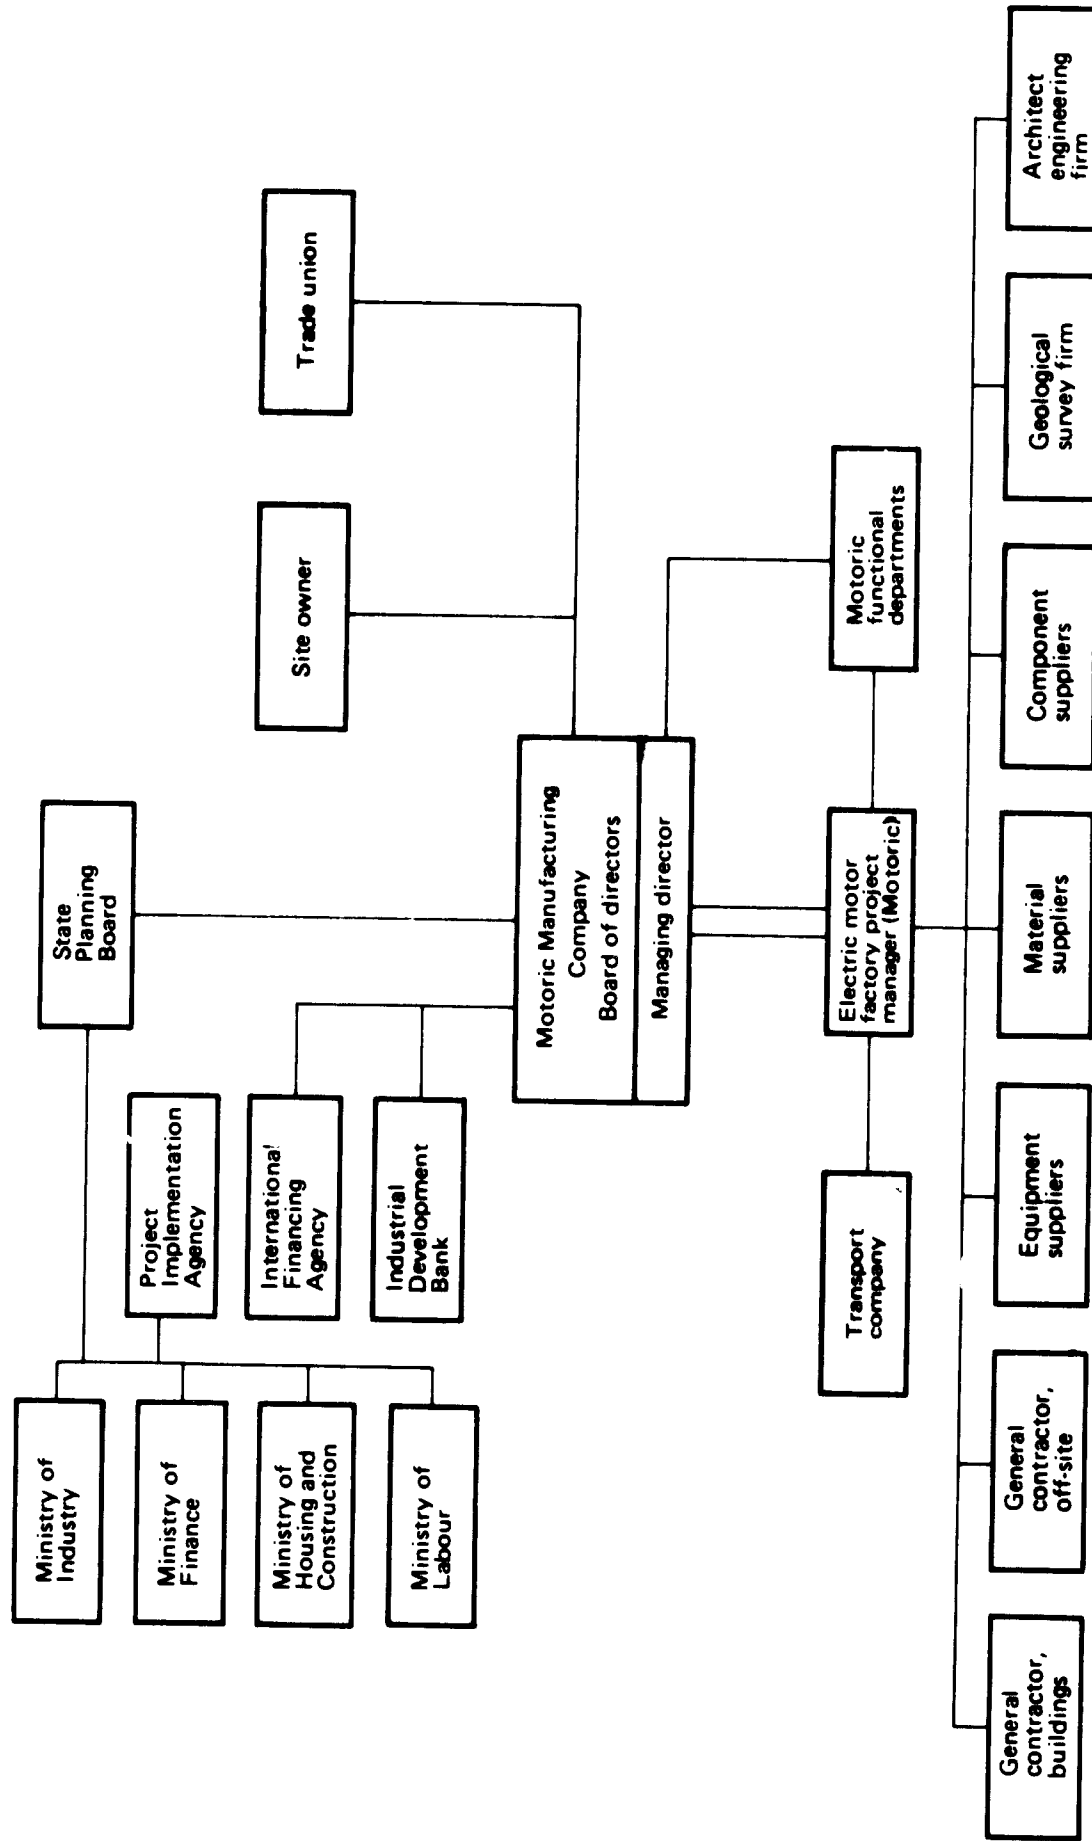 State
Planning
Board
Ministry of
Industry
Project
Implementation
Agency
Ministry of
Finance
Trade union
Site owner
International
Financing
Agency
Ministry of
Housing and
Construction
Industrial
Development
Bank
Ministry of
Labour
Motoric Manufacturing
Company
Board of directors
Managing director
Transport
company
Electric motor
factory project
manager (Motoric)
Motoric
functional
departments
General
contractor,
buildings
General
contractor,
off-site
Equipment
suppliers
Material
suppliers
Component
suppliers
Geological
survey firm
Architect
engineering
firm